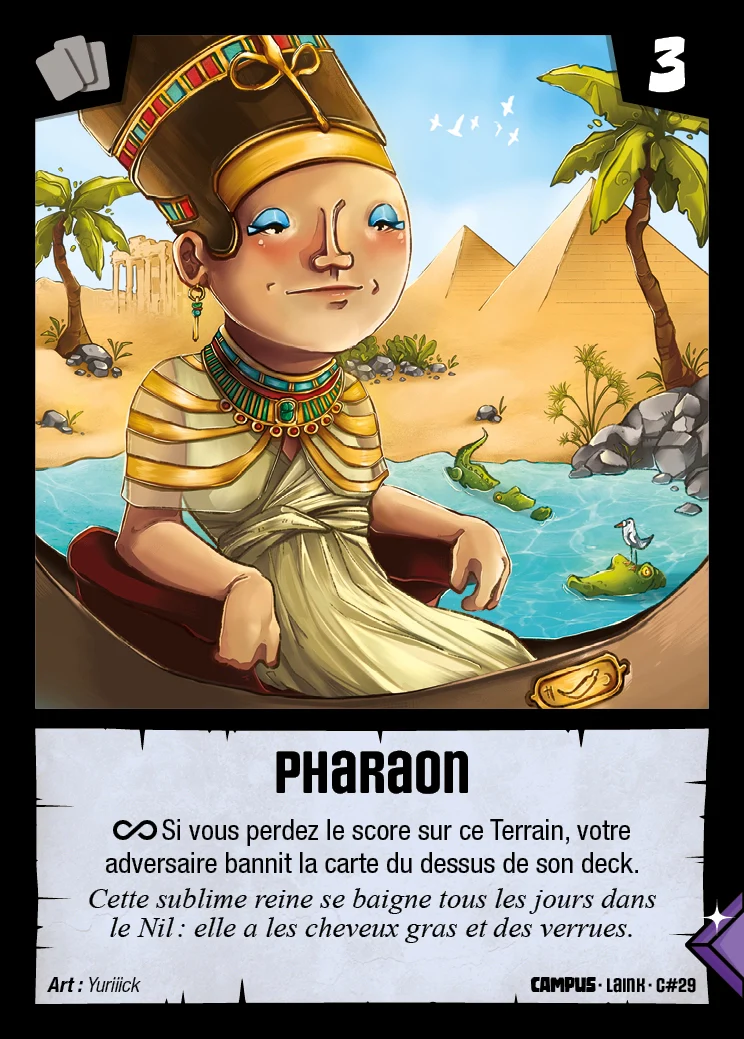 3
PHaRaon
∞ Si vous perdez le score sur ce Terrain, votre
adversaire bannit la carte du dessus de son deck.
Cette sublime reine se baigne tous les jours dans
le Nil : elle a les cheveux gras et des verrues.
Art : Yuriiick
CAMPUS · Laink · C#29